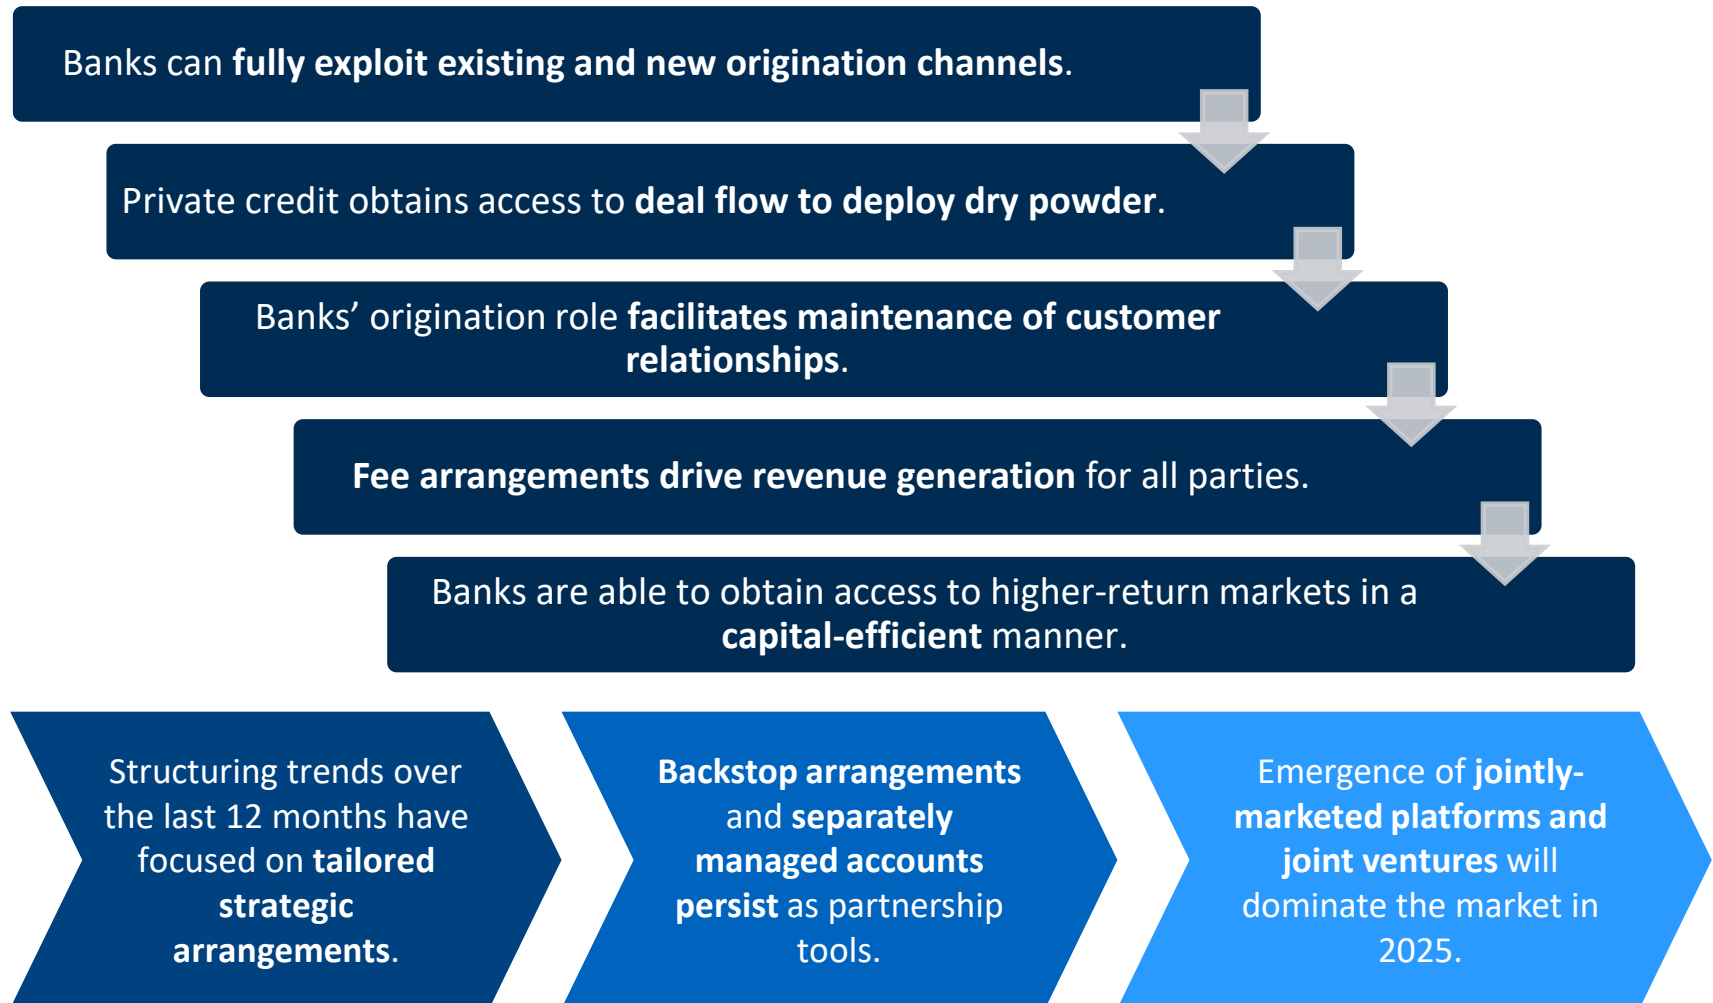 Banks can fully exploit existing and new origination channels.
Private credit obtains access to deal flow to deploy dry powder.
Banks’ origination role facilitates maintenance of customer
relationships.
Fee arrangements drive revenue generation for all parties.
Banks are able to obtain access to higher-return markets in a
capital-efficient manner.
Structuring trends over
the last 12 months have
focused on tailored
strategic
arrangements.
Backstop arrangements
and separately
managed accounts
persist as partnership
tools.
Emergence of jointly-
marketed platforms and
joint ventures will
dominate the market in
2025.